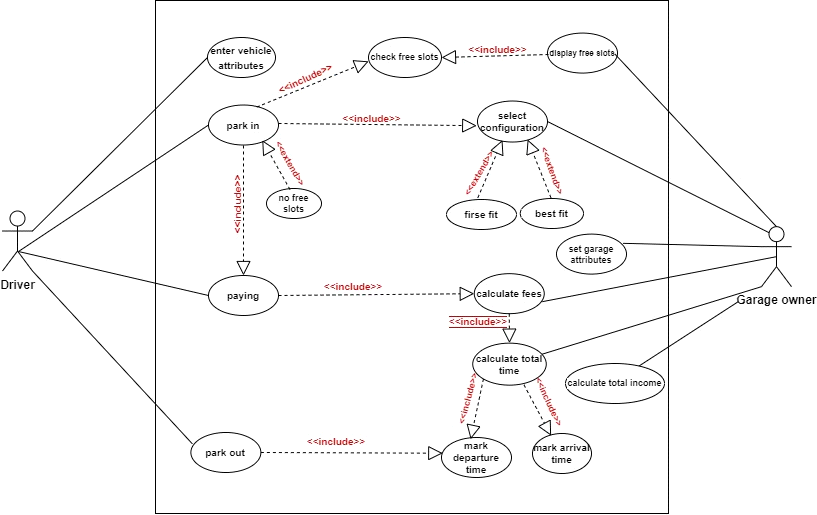 enter vehicle
attributes
check free slots
<<include>>
display free slots
<<include>>
park in
<<include>>
select
configuration
<<extend>>
<<extend>>
<<extend>>
<<include>>
no free
slots
firse fit
best fit
Driver
set garage
attributes
Garage owner
paying
<<include>>
calculate fees
<<include>>
calculate total
time
calculate total income
<<include>>
<<include>>
park out
<<include>>
mark
departure
time
mark arrival
time